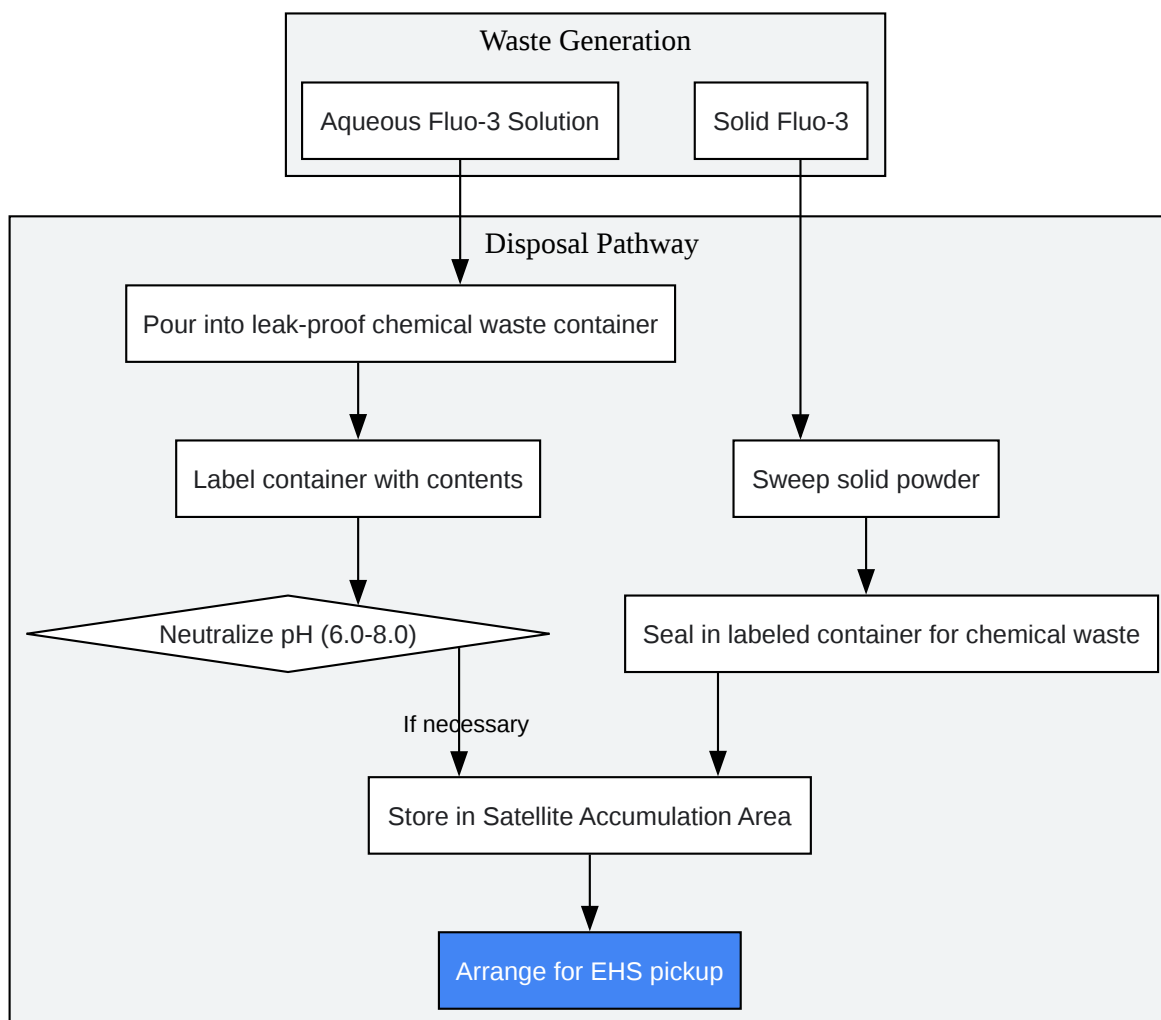 Waste Generation
Aqueous Fluo-3 Solution
Solid Fluo-3
Disposal Pathway
Pour into leak-proof chemical waste container
Label container with contents
Sweep solid powder
Neutralize pH (6.0-8.0)
Seal in labeled container for chemical waste
If necessary
Store in Satellite Accumulation Area
Arrange for EHS pickup